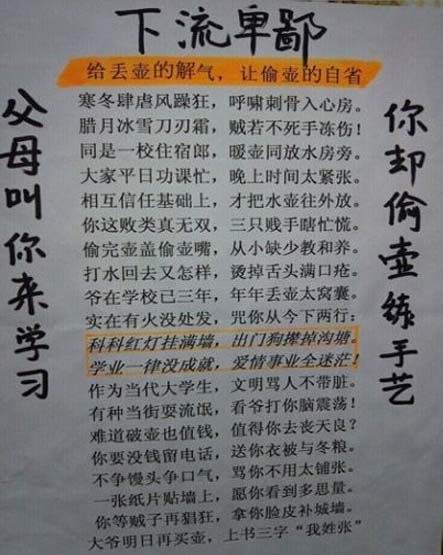 下流卑鄙
给丢壶的解气，让偷壶的自省
父母叫你来学习
你却偷壶练手艺
寒冬肆虐风躁狂，呼啸刺骨入心房。
腊月冰雪刀刃霜，贼若不死手冻伤！
同是一校住宿郎，暖壶同放水房旁。
大家平日功课忙，晚上时间太紧张。
相互信任基础上，才把水壶往外放。
你这败类真无双，三只贱手瞎忙慌。
偷完壶盖偷壶嘴，从小缺少教和养。
打水回去又怎样，烫掉舌头满口疮。
爷在学校已三年，年年丢壶太窝囊。
实在有火没处发，咒你从今下两行：
科科红灯挂满墙，出门狗撵掉沟塘。
学业一律没成就，爱情事业全迷茫！
作为当代大学生，文明骂人不带脏。
有种当街耍流氓，看爷打你脑震荡！
难道破壶也值钱，值得你去丧天良？
你要没钱留电话，送你衣被与冬粮。
不争馒头争口气，骂你不用太铺张。
一张纸片贴墙上，愿你看到多思量。
你等贼子再猖狂，拿你脸皮补城墙。
大爷明日再买壶，上书三字“我姓张”